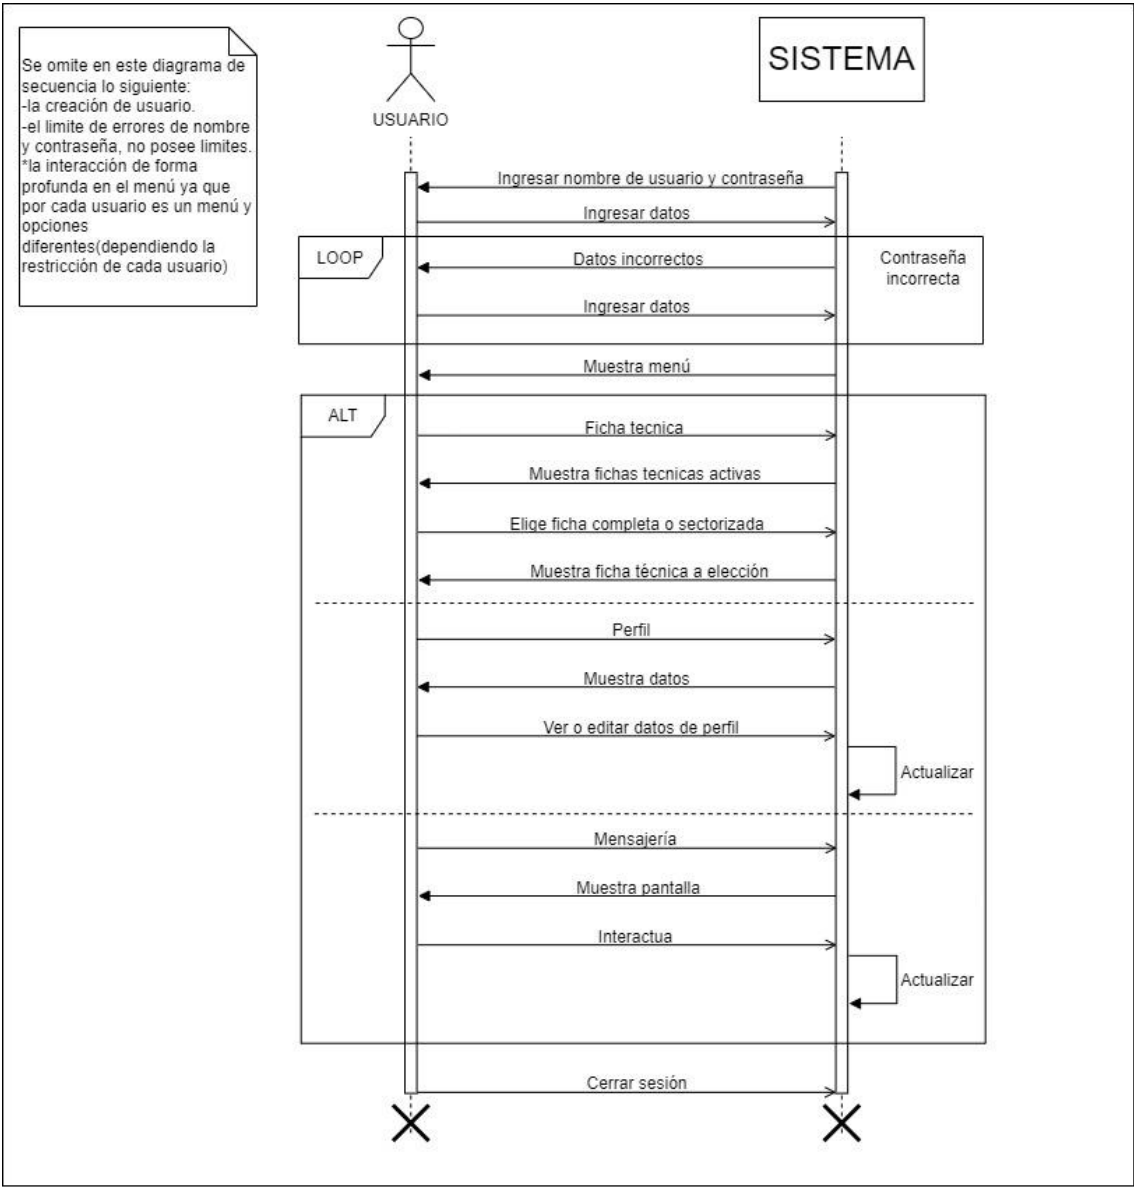 Se omite en este diagrama de
secuencia lo siguiente:
-la creación de usuario.
-el limite de errores de nombre
y contraseña, no posee limites.
*la interacción de forma
profunda en el menú ya que
por cada usuario es un menú y
opciones
diferentes(dependiendo la
restricción de cada usuario)
USUARIO
SISTEMA
Ingresar nombre de usuario y contraseña
Ingresar datos
LOOP
Datos incorrectos
Contraseña
incorrecta
Ingresar datos
Muestra menú
ALT
Ficha tecnica
Muestra fichas tecnicas activas
Elige ficha completa o sectorizada
Muestra ficha técnica a elección
Perfil
Muestra datos
Ver o editar datos de perfil
Actualizar
Mensajería
Muestra pantalla
Interactua
Actualizar
Cerrar sesión